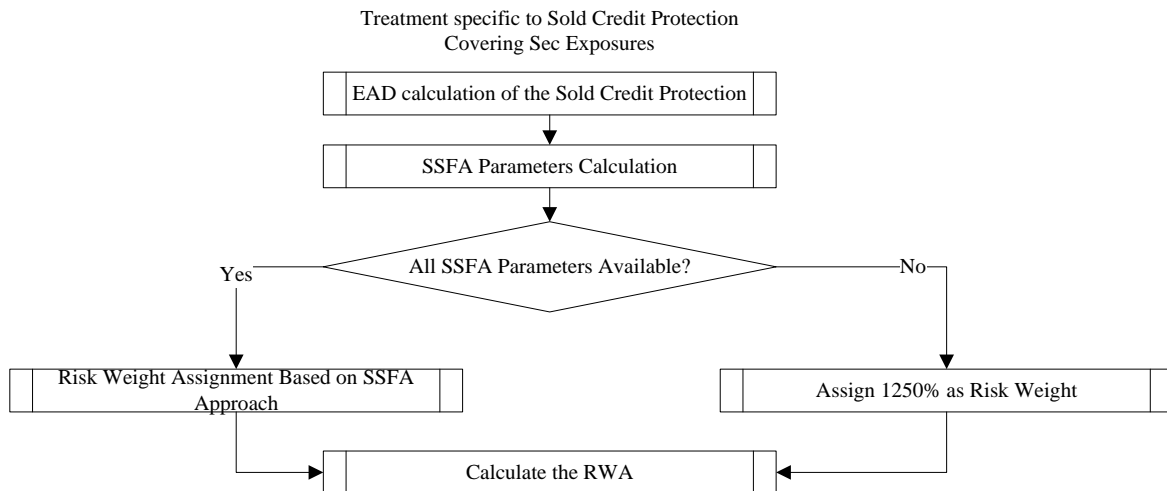 Treatment specific to Sold Credit Protection
Covering Sec Exposures
EAD calculation of the Sold Credit Protection
SSFA Parameters Calculation
All SSFA Parameters Available?
Yes
No
Risk Weight Assignment Based on SSFA
Approach
Assign 1250% as Risk Weight
Calculate the RWA